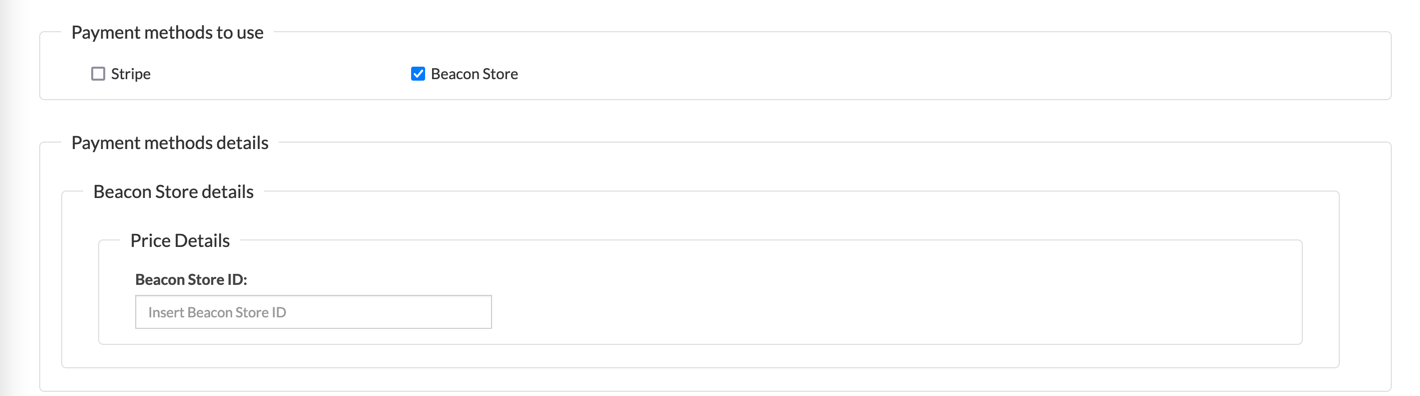 Payment methods to use
Stripe
Beacon Store
Payment methods details
Beacon Store details
Price Details
Beacon Store ID:
Insert Beacon Store ID